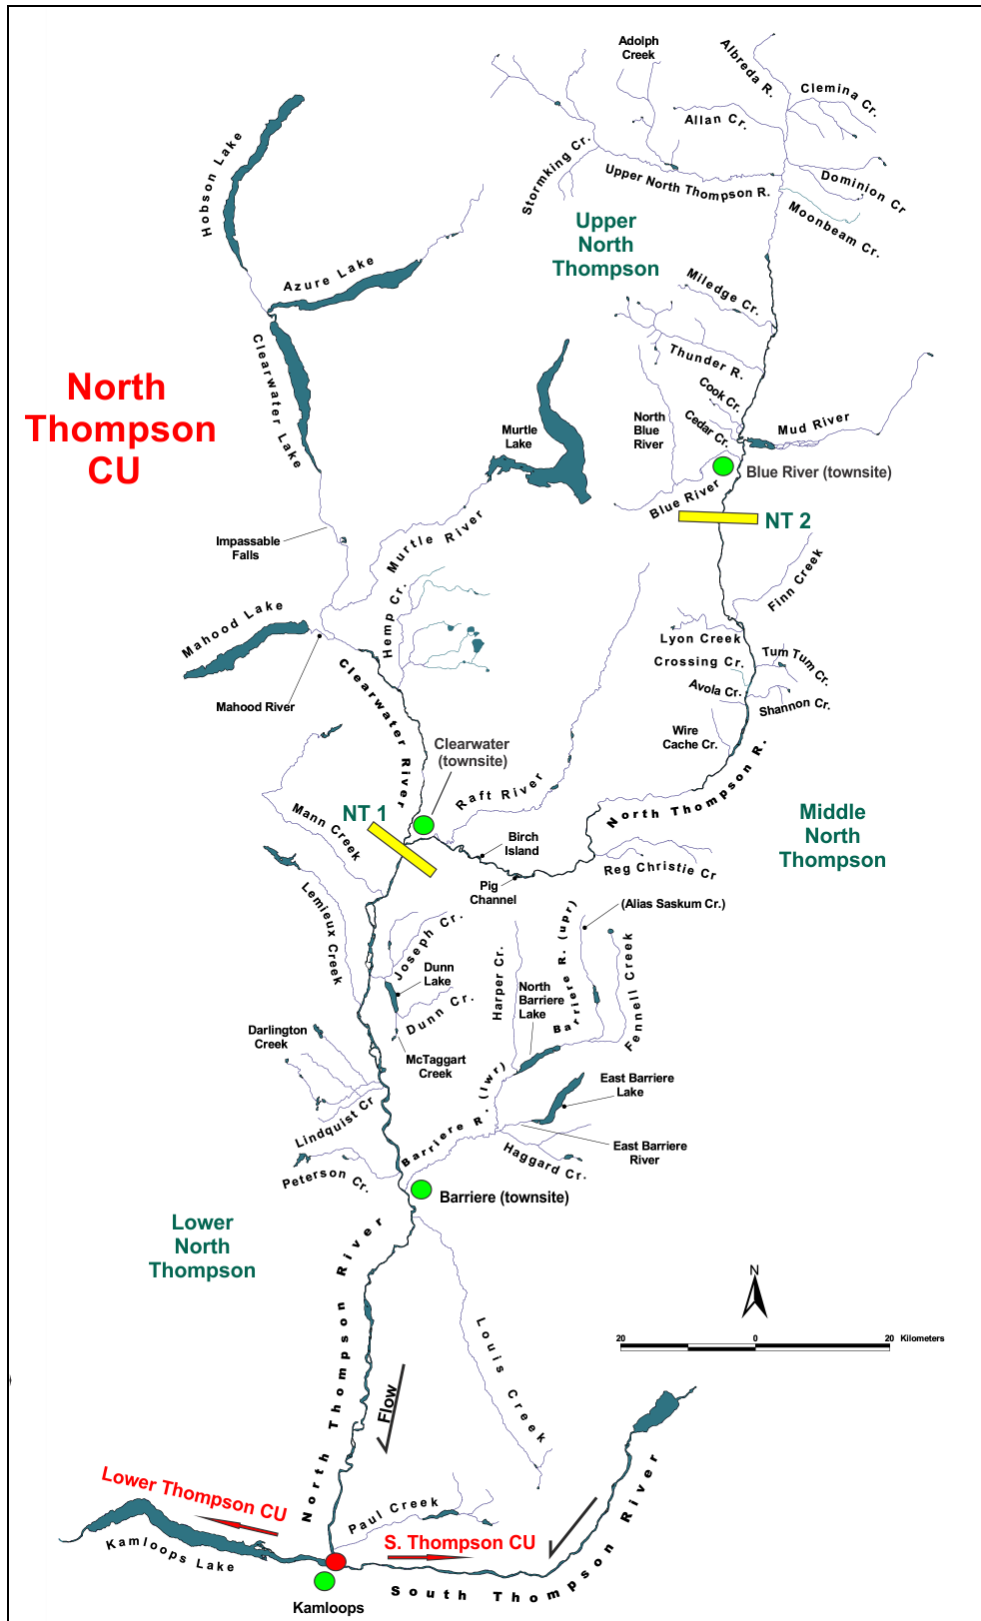 Adolph
Creek
Albreda R.
Clemina Cr.
Allan Cr.
Stormking Cr.
Upper North Thompson R.
Dominion Cr
Moonbeam Cr.
Hobson Lake
Upper
North
Thompson
Azure Lake
Miledge Cr.
Clearwater Lake
Thunder R.
North
Thompson
CU
Cook Cr.
Murtle
Lake
North
Blue
River
Cedar Cr.
Mud River
Blue River (townsite)
Blue River
NT 2
Impassable
Falls
Murtle River
Finn Creek
Hemp Cr.
Mahood Lake
Lyon Creek
Crossing Cr.
Tum Tum Cr.
Avola Cr.
Shannon Cr.
Mahood River
Clearwater River
Wire
Cache Cr.
Clearwater
(townsite)
North Thompson R.
Raft River
NT 1
Mann Creek
Middle
North
Thompson
Birch
Island
Reg Christie Cr
Pig
Channel
Lemieux Creek
(Alias Saskum Cr.)
Joseph Cr.
Dunn
Lake
Harper Cr.
North
Barriere
Lake
Barriere R. (upr)
Fennell Creek
Dunn Cr.
Darlington
Creek
McTaggart
Creek
East Barriere
Lake
Lindquist Cr
Barriere R. (lwr)
East Barriere
River
Haggard Cr.
Peterson Cr.
Barriere (townsite)
Lower
North
Thompson
North Thompson River
N
20 0 20 Kilometers
Louis Creek
Flow
Lower Thompson CU
Paul Creek
S. Thompson CU
Kamloops Lake
South Thompson River
Kamloops